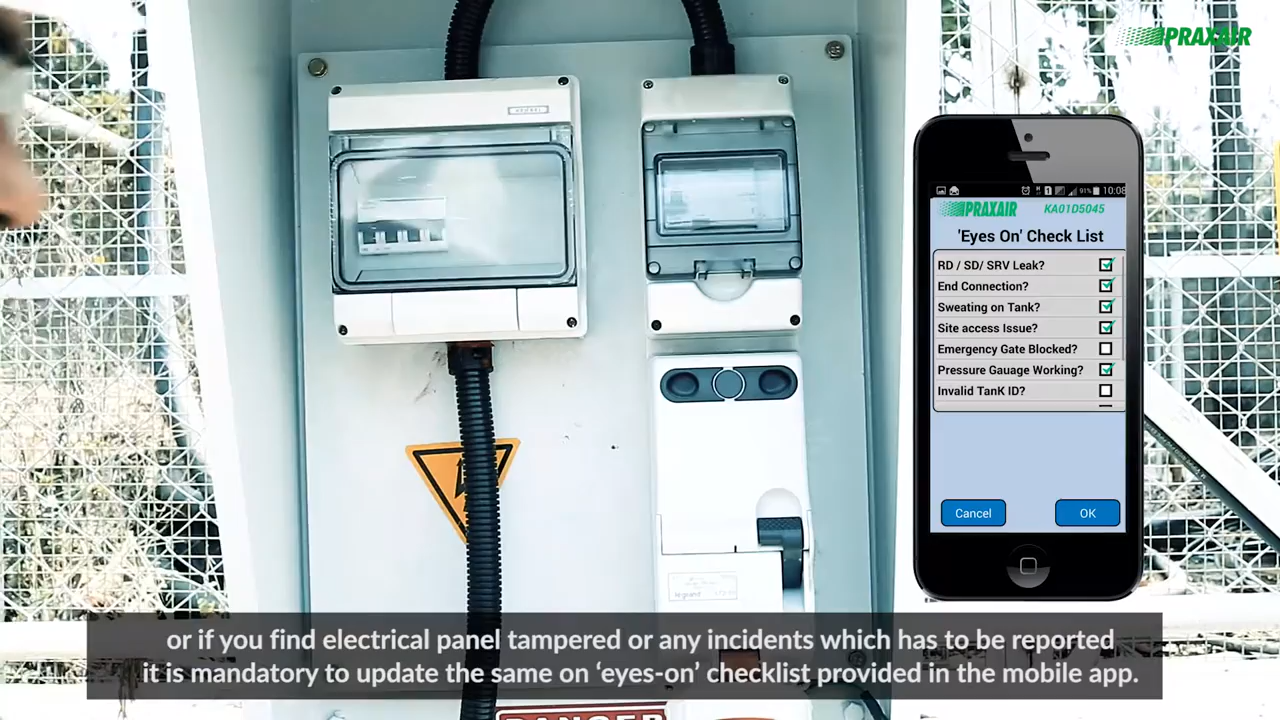 PRAXAIR
10:08
91%
PRAXAIR KA01D5045
'Eyes On' Check List
RD / SD/ SRV Leak?
End Connection?
Sweating on Tank?
Site access Issue?
Emergency Gate Blocked?
Pressure Gauage Working?
Invalid TanK ID?
Cancel OK
or if you find electrical panel tampered or any incidents which has to be reported
it is mandatory to update the same on ‘eyes-on’ checklist provided in the mobile app.
DANGER